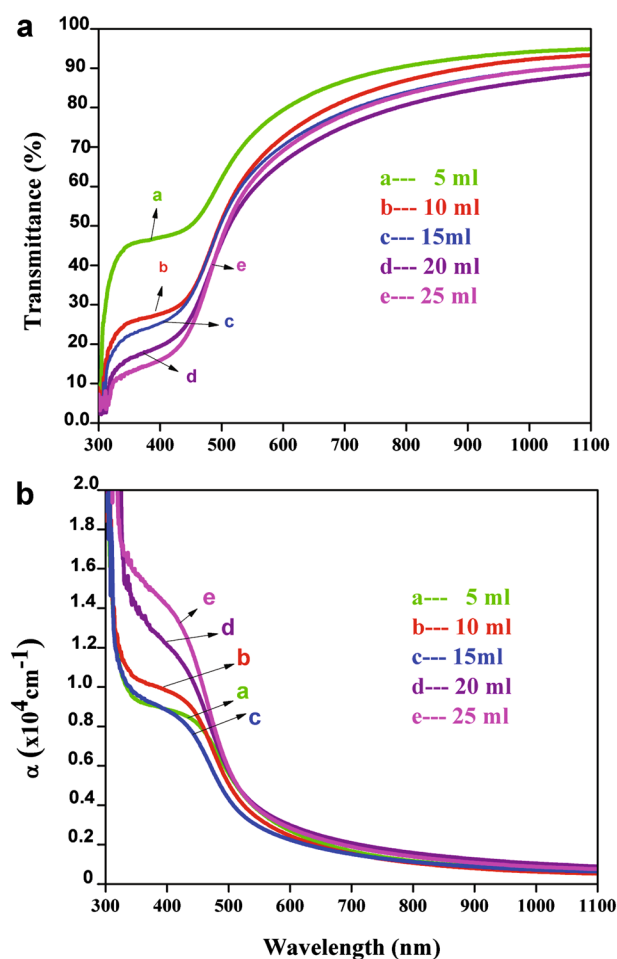 a
100
90
80
70
60
50
40
30
20
10
0.0
Transmittance (%)
a
b
c
d
e
a--- 5 ml
b--- 10 ml
c--- 15ml
d--- 20 ml
e--- 25 ml
300 400 500 600 700 800 900 1000 1100
b
2.0
1.8
1.6
1.4
1.2
1.0
0.8
0.6
0.4
0.2
0
α (x10⁴cm⁻¹)
e
d
b
a
c
a--- 5 ml
b--- 10 ml
c--- 15ml
d--- 20 ml
e--- 25 ml
300 400 500 600 700 800 900 1000 1100
Wavelength (nm)